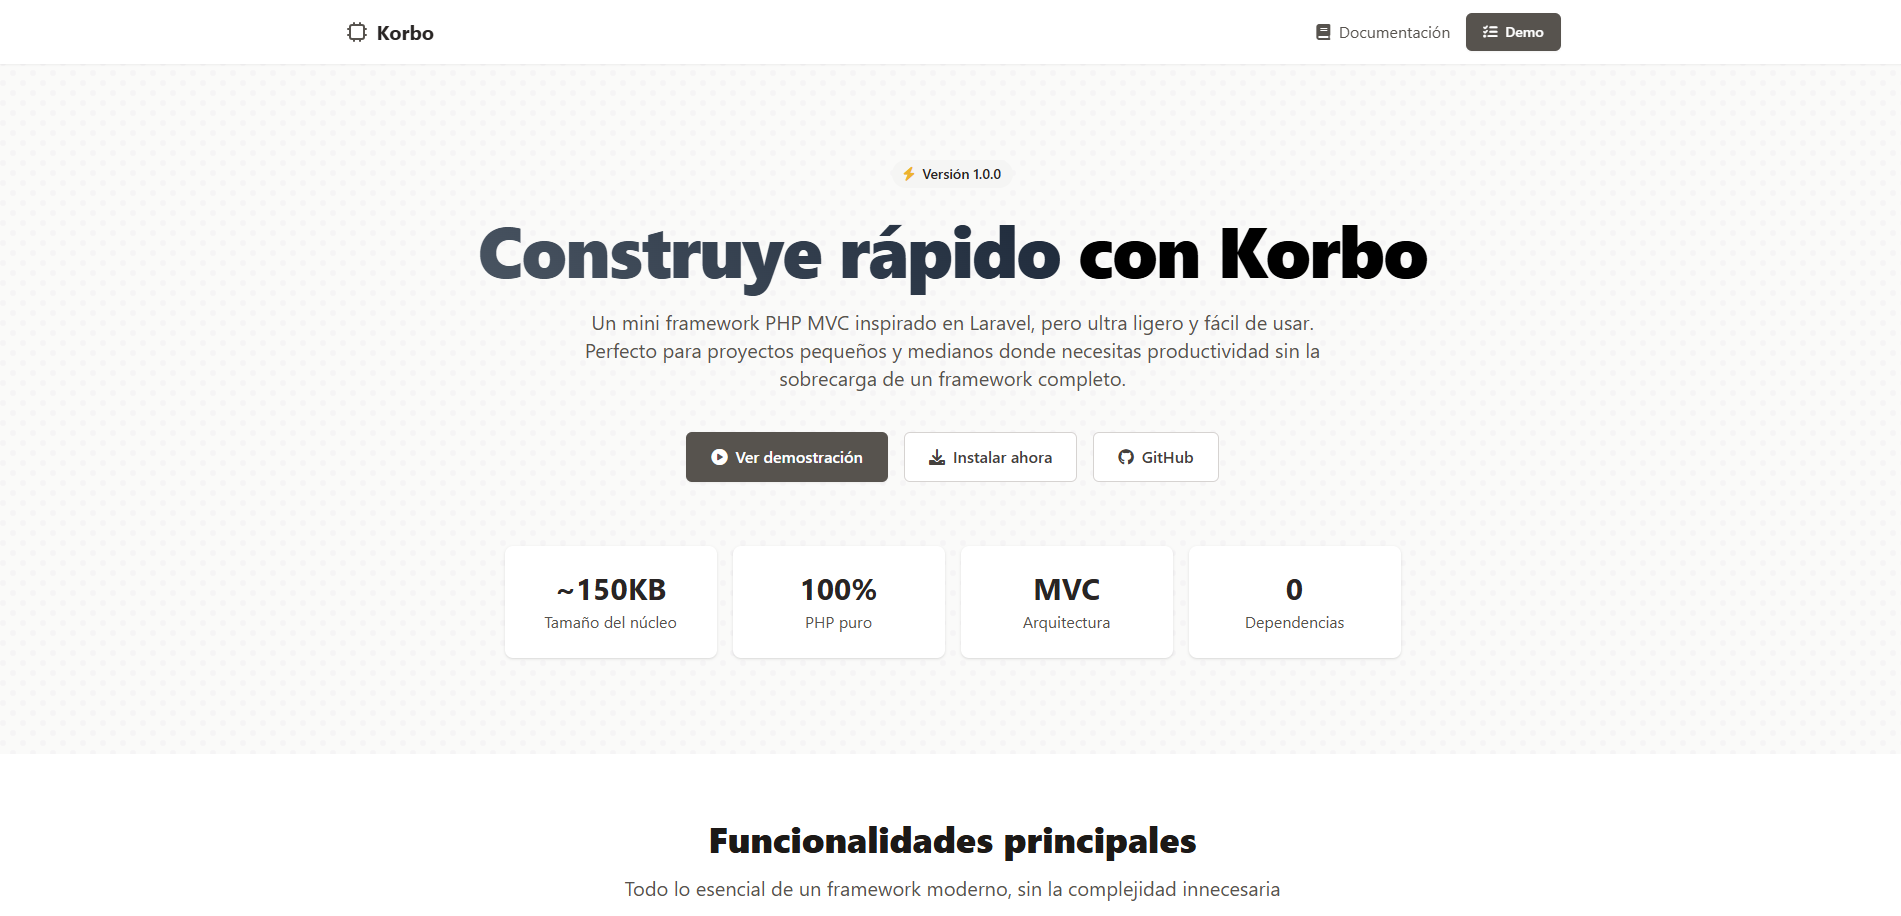 Korbo
Documentación
Demo
Versión 1.0.0
Construye rápido con Korbo
Un mini framework PHP MVC inspirado en Laravel, pero ultra ligero y fácil de usar.
Perfecto para proyectos pequeños y medianos donde necesitas productividad sin la
sobrecarga de un framework completo.
Ver demostración
Instalar ahora
GitHub
~150KB
Tamaño del núcleo
100%
PHP puro
MVC
Arquitectura
0
Dependencias
Funcionalidades principales
Todo lo esencial de un framework moderno, sin la complejidad innecesaria